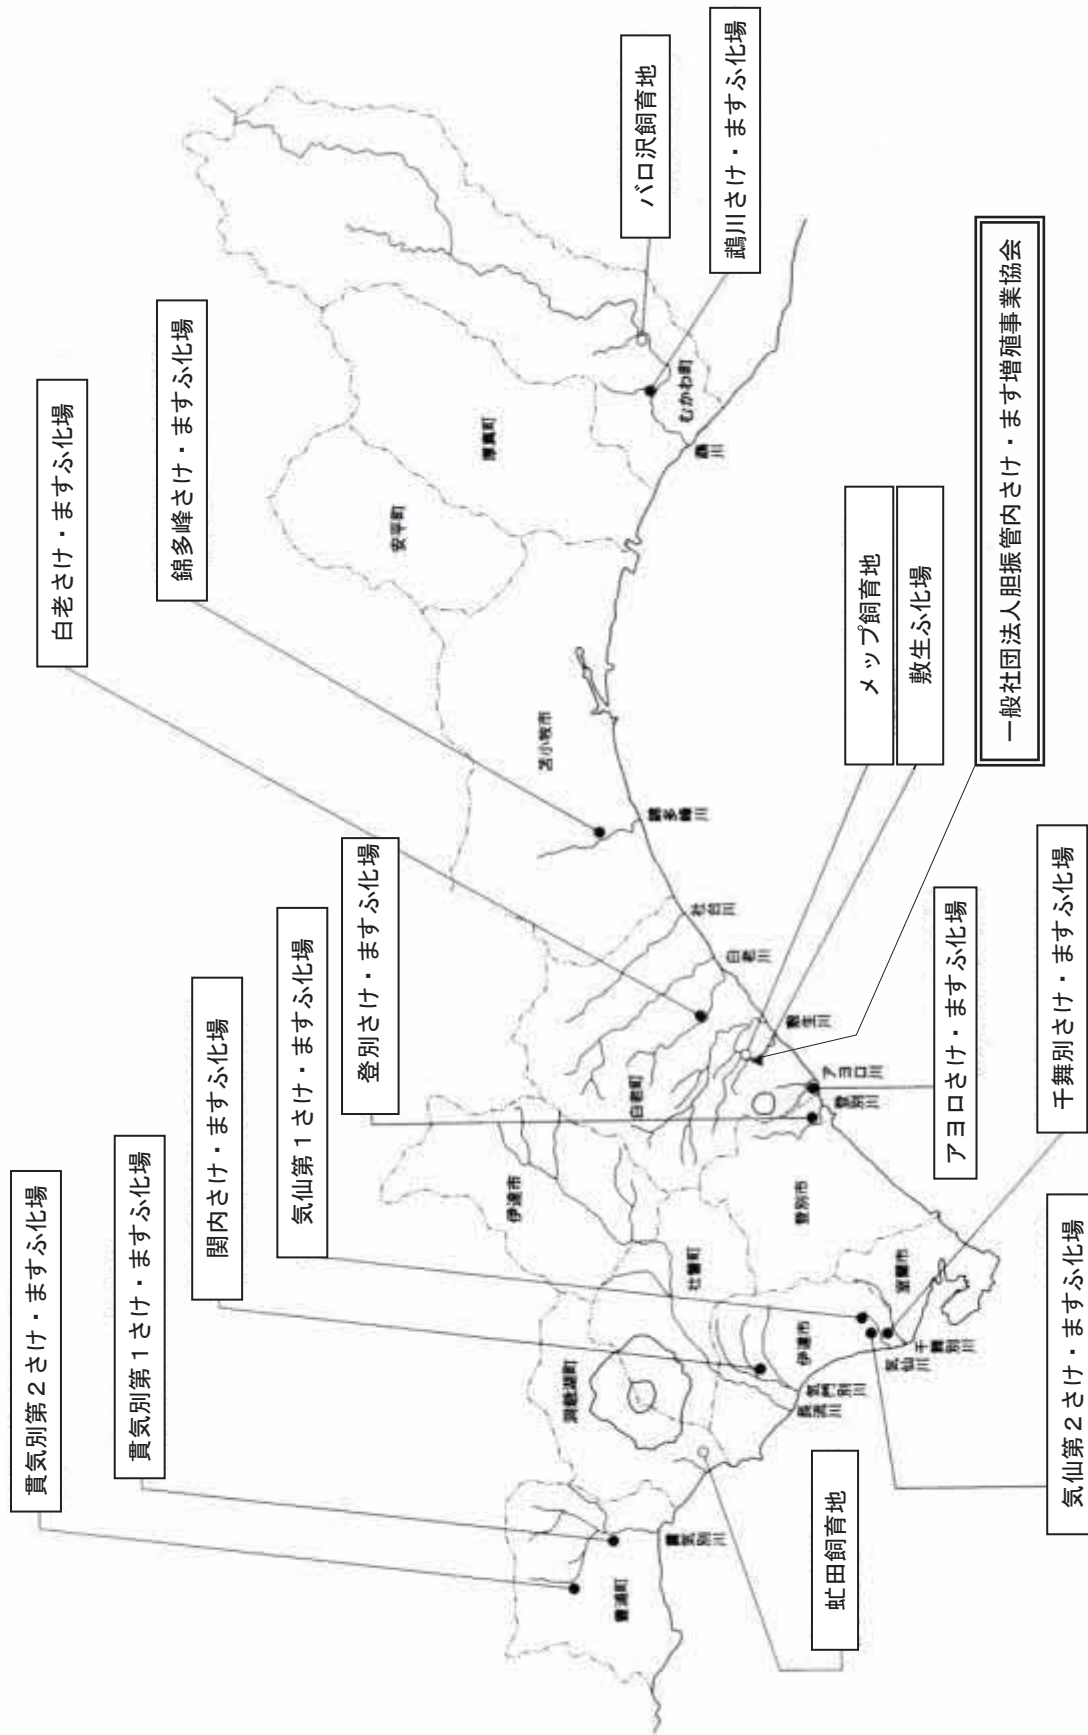 貫気別第２さけ・ますふ化場
貫気別第１さけ・ますふ化場
関内さけ・ますふ化場
気仙第１さけ・ますふ化場
登別さけ・ますふ化場
白老さけ・ますふ化場
錦多峰さけ・ますふ化場
バロ沢飼育地
鵡川さけ・ますふ化場
一般社団法人胆振管内さけ・ます増殖事業協会
メップ飼育地
敷生ふ化場
アヨロさけ・ますふ化場
千舞別さけ・ますふ化場
気仙第２さけ・ますふ化場
虻田飼育地
豊浦町
洞爺湖町
伊達市
壮瞥町
伊達市
室蘭市
登別市
白老町
苫小牧市
安平町
厚真町
むかわ町
貫気別川
長流川
気門別川
気仙川
千舞別川
登別川
アヨロ川
敷生川
白老川
社台川
錦多峰川
鵡川